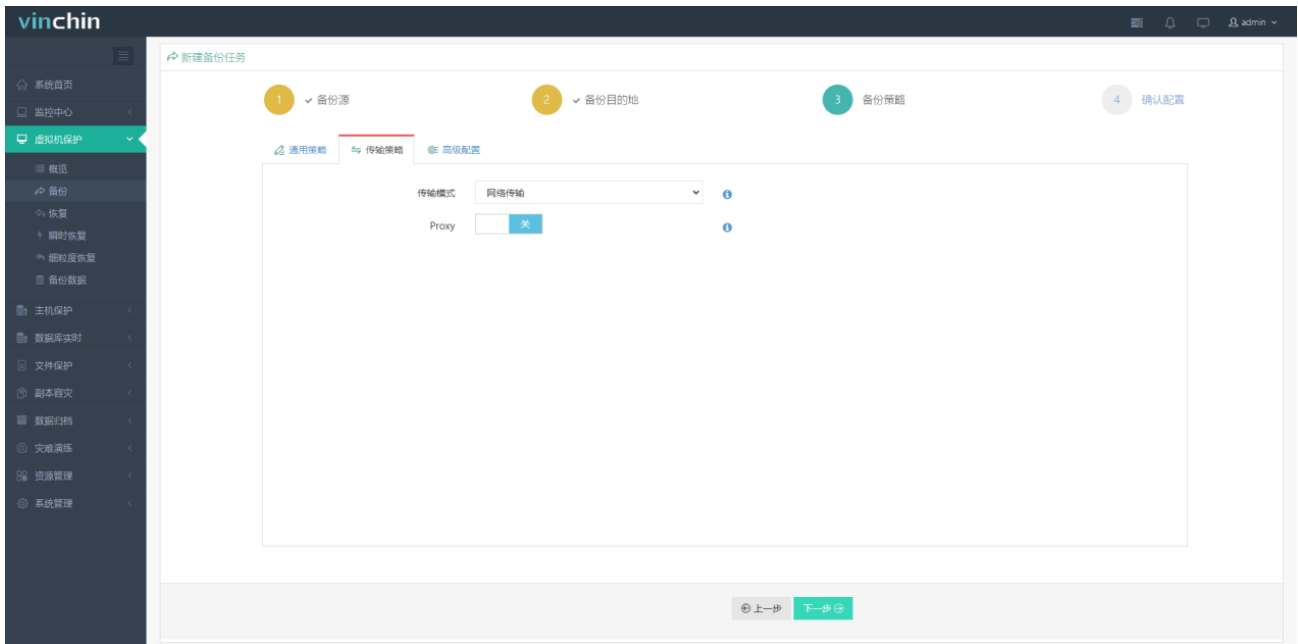 vinchin
admin
新建备份任务
系统首页
监控中心
虚拟机保护
概览
备份
恢复
瞬时恢复
细粒度恢复
备份数据
主机保护
数据库实时
文件保护
副本容灾
数据归档
灾难演练
资源管理
系统管理
1 备份源
2 备份目的地
3 备份策略
4 确认配置
通用策略 传输策略 高级配置
传输模式 网络传输
Proxy 关
上一步 下一步